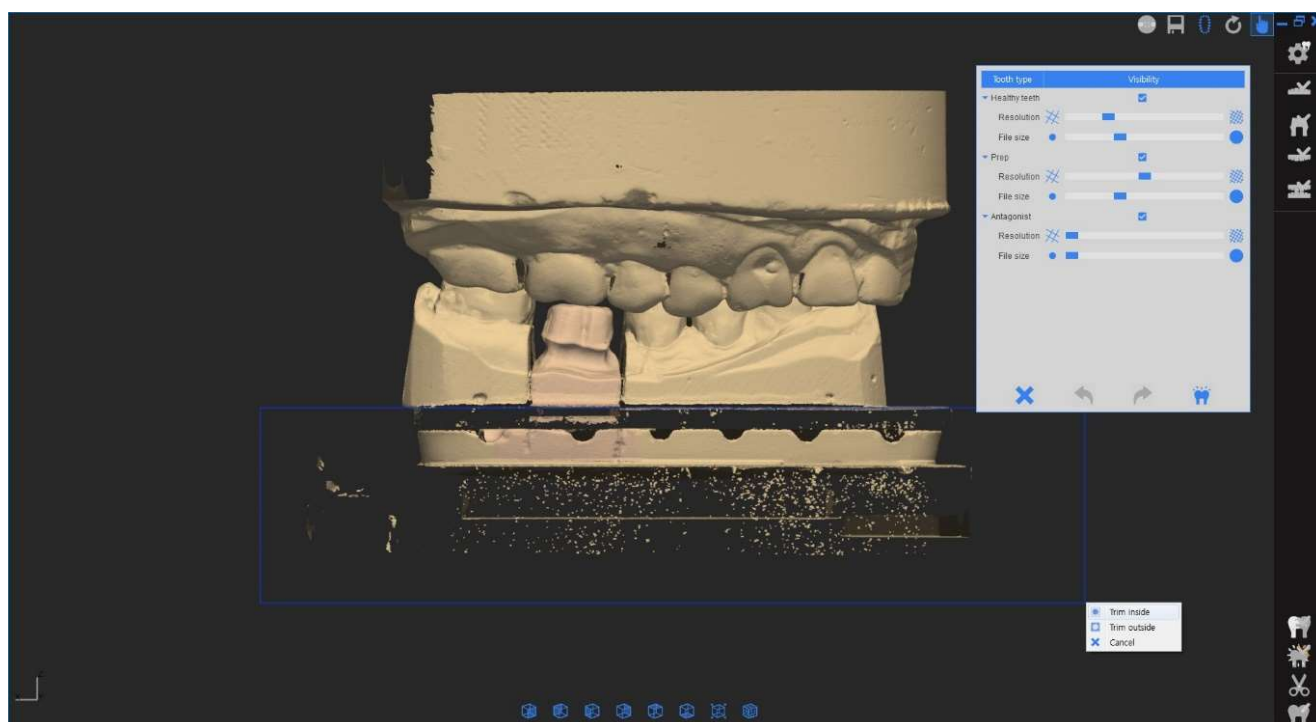 Tooth type Visibility
Healthy teeth
Resolution
File size
Prep
Resolution
File size
Antagonist
Resolution
File size
Trim inside
Trim outside
Cancel